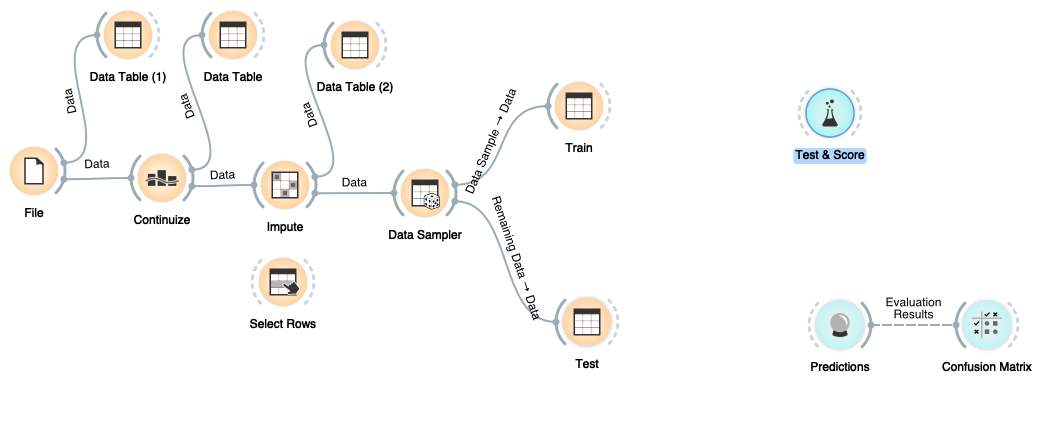 Data Table (1)
Data Table
Data Table (2)
Data
Data
Data
Data Sample → Data
Train
Test & Score
Data
Data
Data
File
Continuize
Impute
Data Sampler
Remaining Data → Data
Select Rows
Test
Evaluation
Results
Predictions
Confusion Matrix